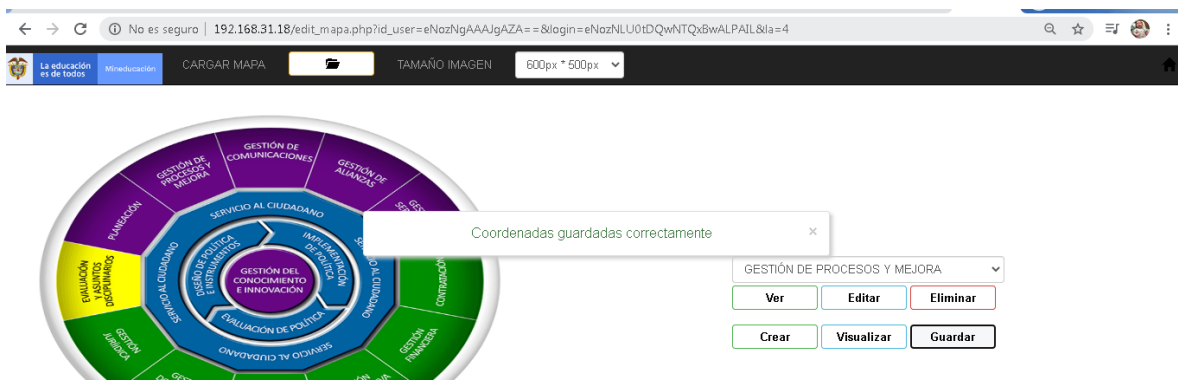 No es seguro | 192.168.31.18/edit_mapa.php?id_user=eNozNgAAAJgAZA==&login=eNozNLU0tDQwNTQxBwALPAIL&la=4
La educación
es de todos
Mineducación
CARGAR MAPA
TAMAÑO IMAGEN
600px * 500px
GESTIÓN DE
COMUNICACIONES
GESTIÓN DE
PROCESOS Y
MEJORA
GESTIÓN DE
ALIANZAS
PLANEACIÓN
SERVICIO AL CIUDADANO
Coordenadas guardadas correctamente
×
EVALUACIÓN
Y ASUNTOS
DISCIPLINARIOS
SERVICIO AL CIUDADANO
DISEÑO DE POLÍTICA
E INSTRUMENTOS
IMPLEMENTACIÓN
DE POLÍTICA
GESTIÓN DEL
CONOCIMIENTO
E INNOVACIÓN
AL CIUDADANO
CONTRATACIÓN
EVALUACIÓN DE POLÍTICA
SERVICIO AL CIUDADANO
GESTIÓN
JURÍDICA
GESTIÓN
FINANCIERA
GESTIÓN DE PROCESOS Y MEJORA
Ver
Editar
Eliminar
Crear
Visualizar
Guardar